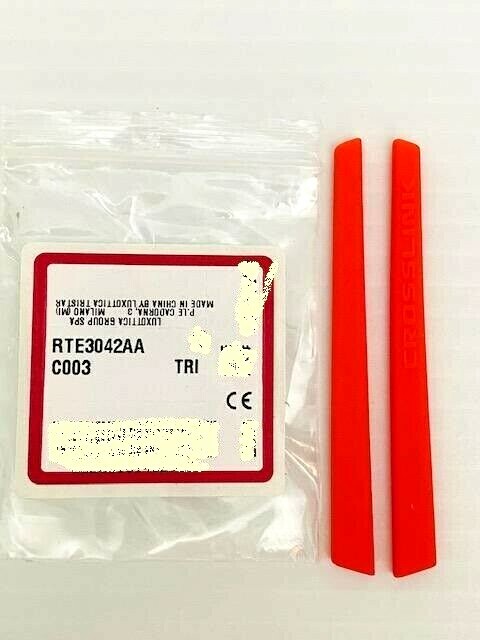 LUXOTTICA GROUP SPA
P.LE CADORNA, 3 MILANO (MI)
MADE IN CHINA BY LUXOTTICA TRISTAR
RTE3042AA
C003 TRI
CE
CROSSLINK